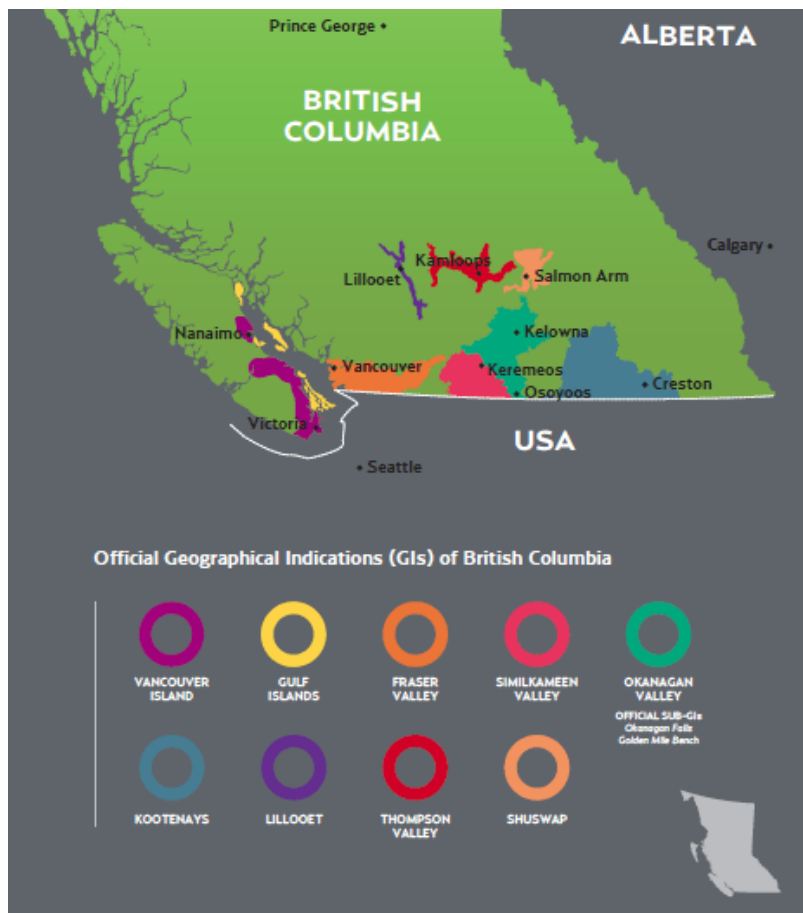 Prince George
ALBERTA
BRITISH
COLUMBIA
Calgary
Kamloops
Lillooet
Salmon Arm
Nanaimo
Kelowna
Vancouver
Keremeos
Creston
Osoyoos
Victoria
USA
Seattle
Official Geographical Indications (GIs) of British Columbia
VANCOUVER
ISLAND
GULF
ISLANDS
FRASER
VALLEY
SIMILKAMEEN
VALLEY
OKANAGAN
VALLEY
OFFICIAL SUB-GIs
Okanagan Falls
Golden Mile Bench
KOOTENAYS
LILLOOET
THOMPSON
VALLEY
SHUSWAP